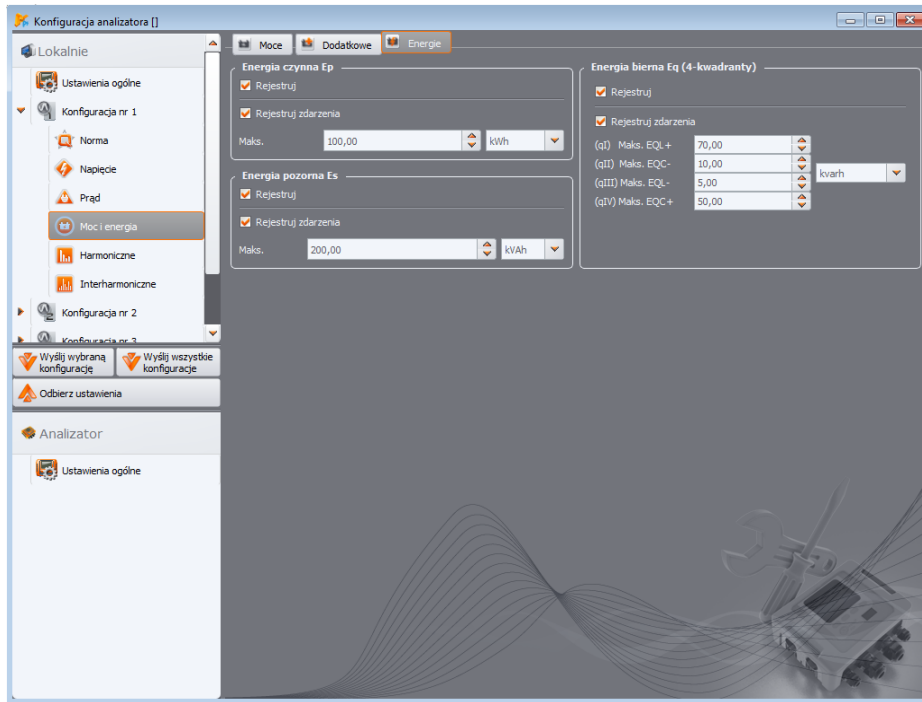 Konfiguracja analizatora []
Lokalnie
Ustawienia ogólne
Konfiguracja nr 1
Norma
Napięcie
Prąd
Moc i energia
Harmoniczne
Interharmoniczne
Konfiguracja nr 2
Konfiguracja nr 3
Wyślij wybraną
konfigurację
Wyślij wszystkie
konfiguracje
Odbierz ustawienia
Analizator
Ustawienia ogólne
Moce
Dodatkowe
Energie
Energia czynna Ep
Rejestruj
Rejestruj zdarzenia
Maks. 100,00 kWh
Energia pozorna Es
Rejestruj
Rejestruj zdarzenia
Maks. 200,00 kVAh
Energia bierna Eq (4-kwadranty)
Rejestruj
Rejestruj zdarzenia
(qI) Maks. EQL+ 70,00
(qII) Maks. EQC- 10,00
kvarh
(qIII) Maks. EQL- 5,00
(qIV) Maks. EQC+ 50,00